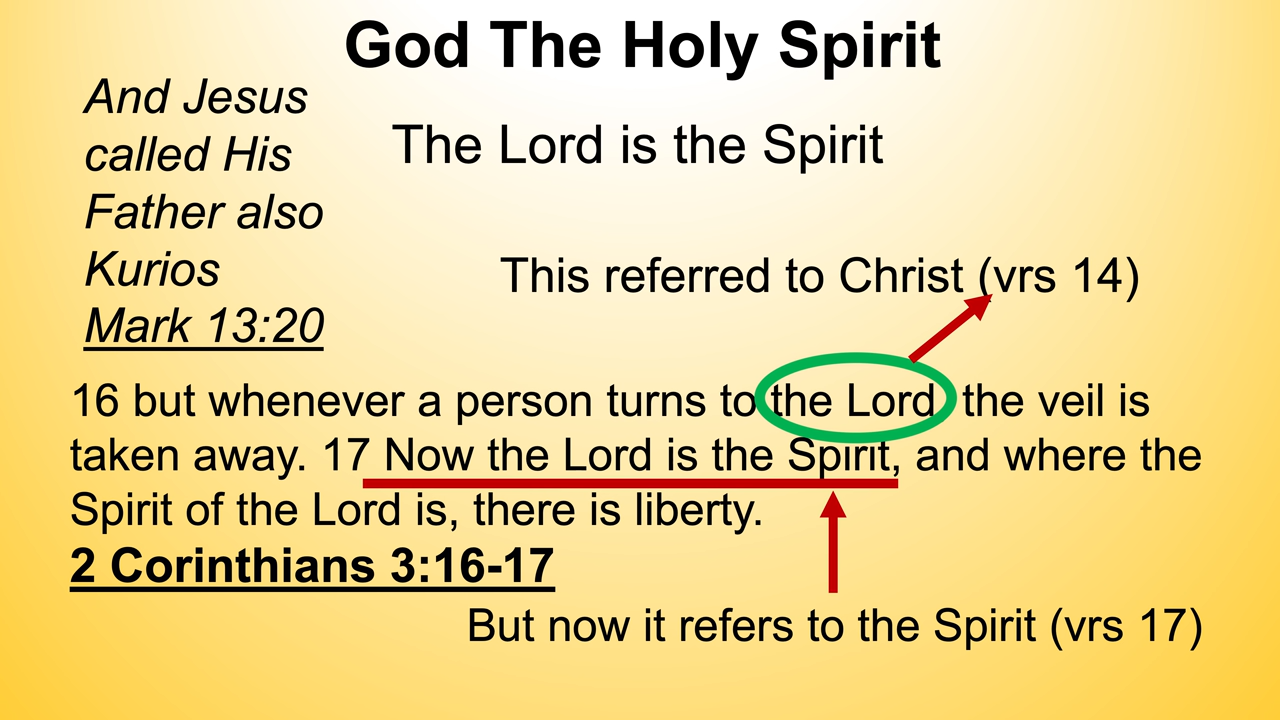 God The Holy Spirit
And Jesus
called His
Father also
Kurios
Mark 13:20
The Lord is the Spirit
This referred to Christ (vrs 14)
16 but whenever a person turns to the Lord, the veil is
taken away. 17 Now the Lord is the Spirit, and where the
Spirit of the Lord is, there is liberty.
2 Corinthians 3:16-17
But now it refers to the Spirit (vrs 17)